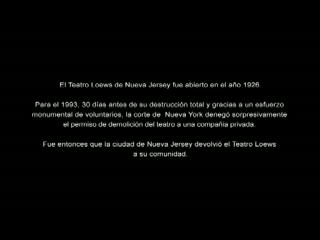 El Teatro Loews de Nueva Jersey fue abierto en el año 1926.
Para el 1993, 30 días antes de su destrucción total y gracias a un esfuerzo
monumental de voluntarios, la corte de Nueva York denegó sorpresivamente
el permiso de demolición del teatro a una compañía privada.
Fue entonces que la ciudad de Nueva Jersey devolvió el Teatro Loews
a su comunidad.